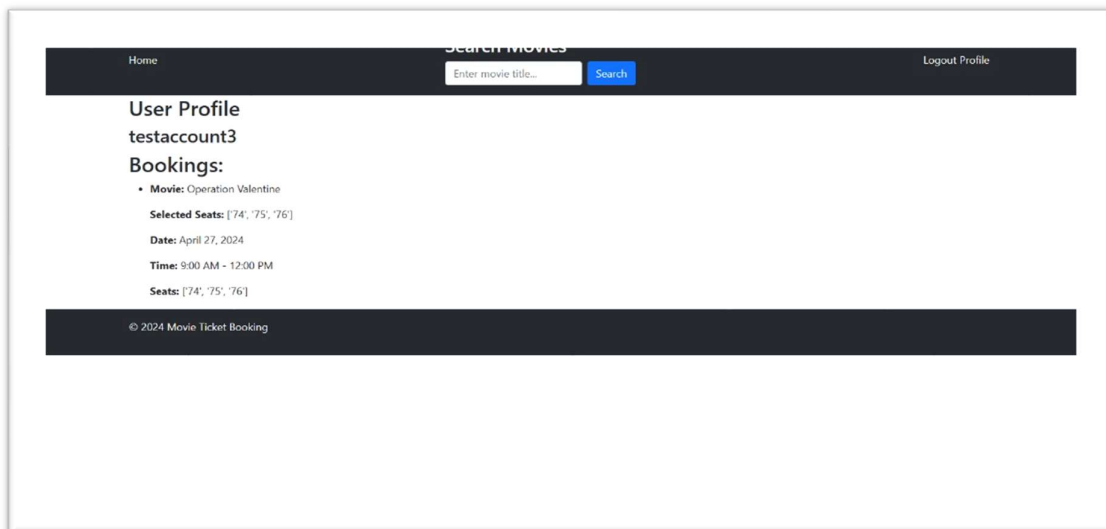 Search Movies
Home
Enter movie title...
Search
Logout Profile
User Profile
testaccount3
Bookings:
• Movie: Operation Valentine
Selected Seats: ['74', '75', '76']
Date: April 27, 2024
Time: 9:00 AM - 12:00 PM
Seats: ['74', '75', '76']
© 2024 Movie Ticket Booking